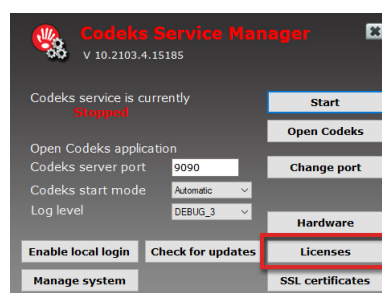 Codeks Service Manager
V 10.2103.4.15185
Codeks service is currently
Stopped
Start
Open Codeks
Open Codeks application
Codeks server port 9090
Change port
Codeks start mode Automatic
Log level DEBUG_3
Hardware
Enable local login Check for updates Licenses
Manage system SSL certificates